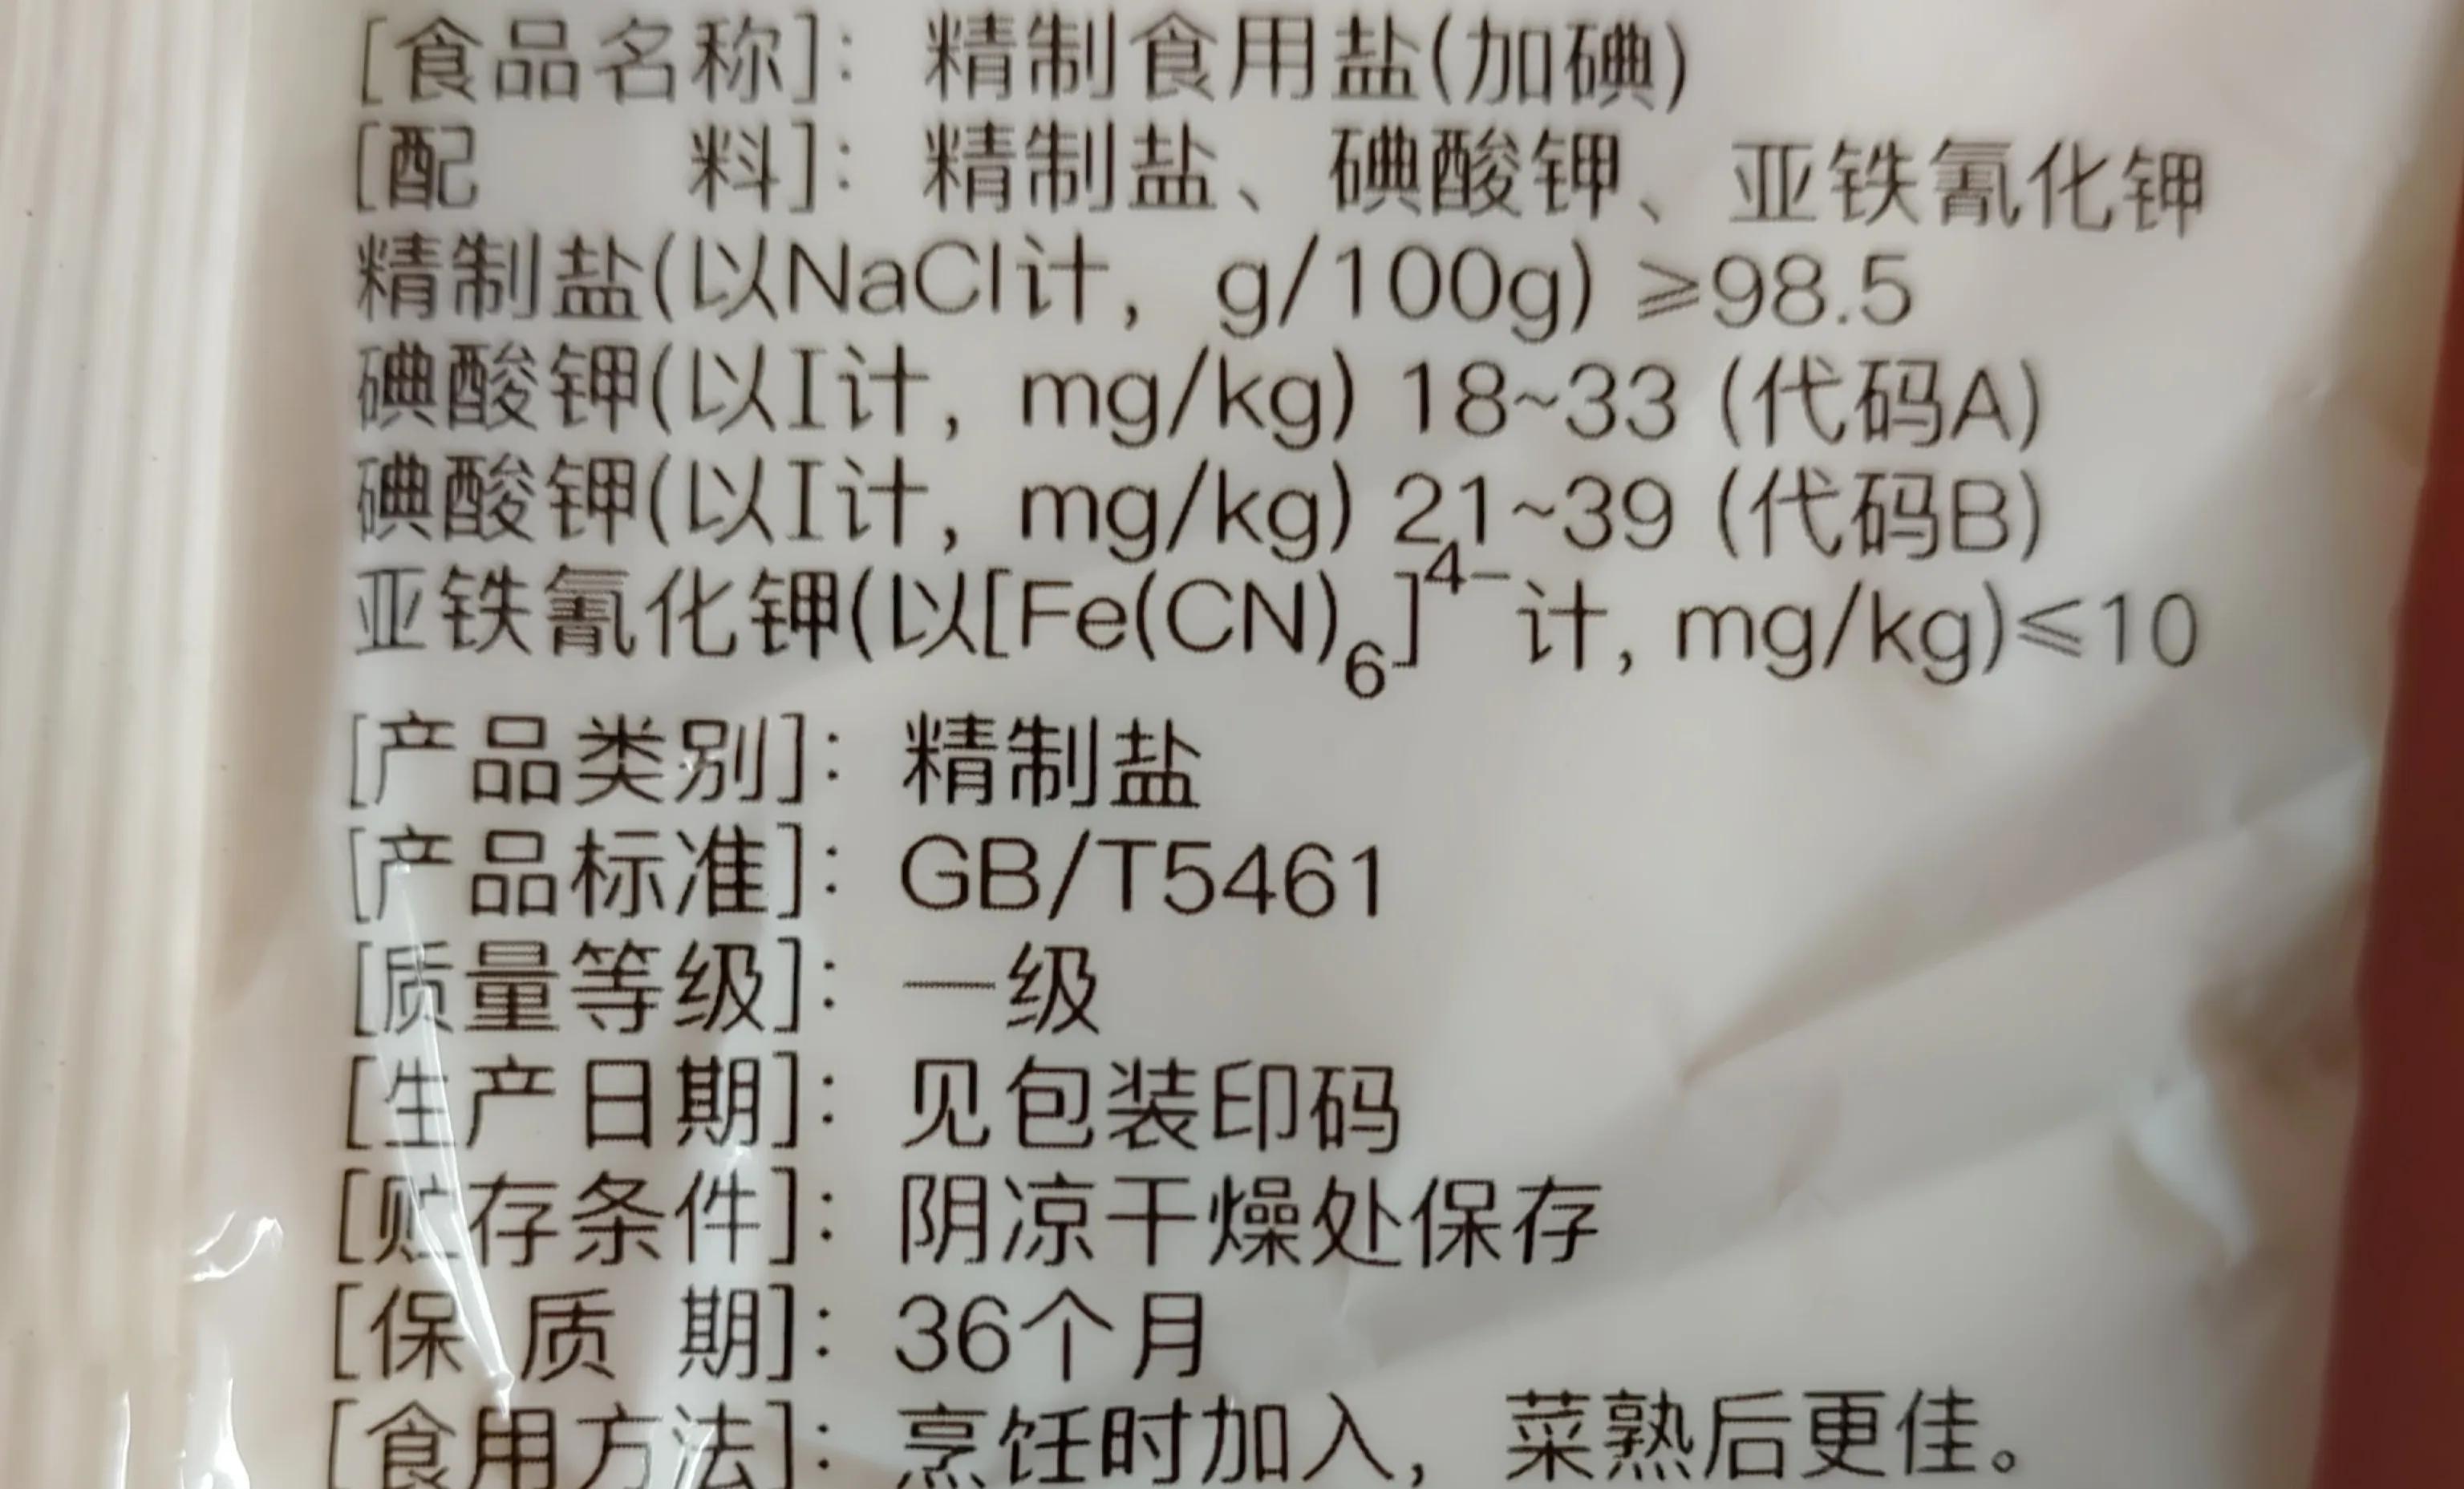 [食品名称]: 精制食用盐(加碘)
[配 料]: 精制盐、碘酸钾、亚铁氰化钾
精制盐(以NaCl计, g/100g) ≥98.5
碘酸钾(以I计, mg/kg) 18~33 (代码A)
碘酸钾(以I计, mg/kg) 21~39 (代码B)
亚铁氰化钾(以[Fe(CN)₆]⁴⁻计, mg/kg)≤10
[产品类别]: 精制盐
[产品标准]: GB/T5461
[质量等级]: 一级
[生产日期]: 见包装印码
[贮存条件]: 阴凉干燥处保存
[保 质 期]: 36个月
[食用方法]: 烹饪时加入, 菜熟后更佳。